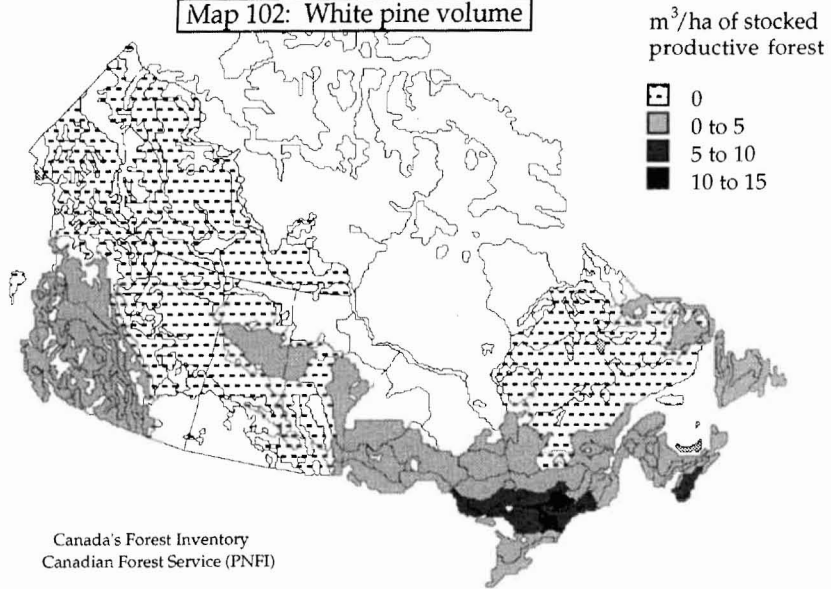 Map 102: White pine volume
m³/ha of stocked
productive forest
0
0 to 5
5 to 10
10 to 15
Canada's Forest Inventory
Canadian Forest Service (PNFI)